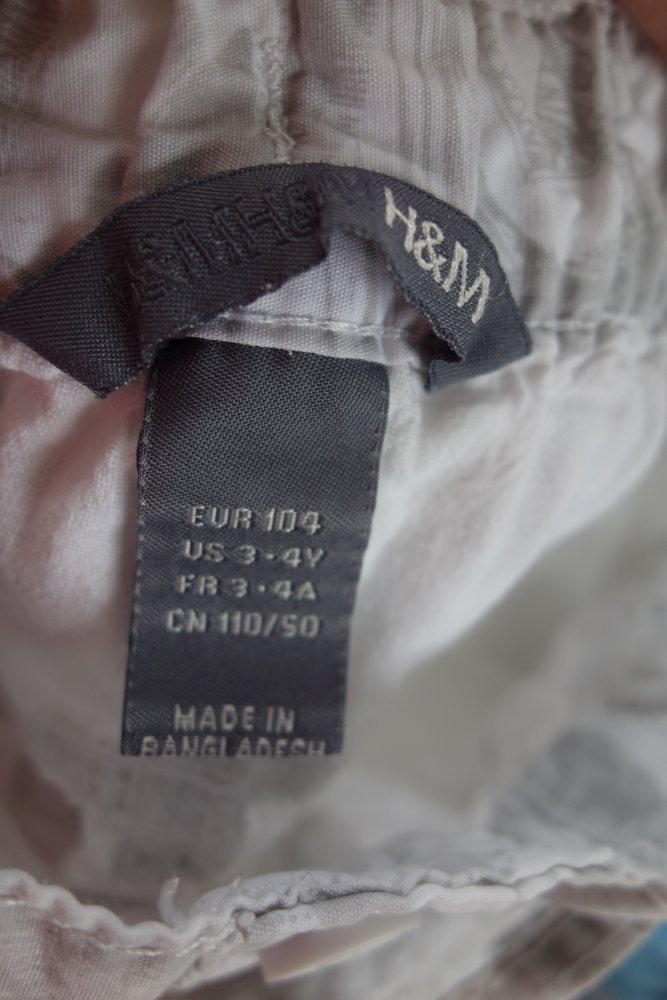 H&M
EUR 104
US 3-4Y
FR 3-4A
CN 110/50
MADE IN
BANGLADESH